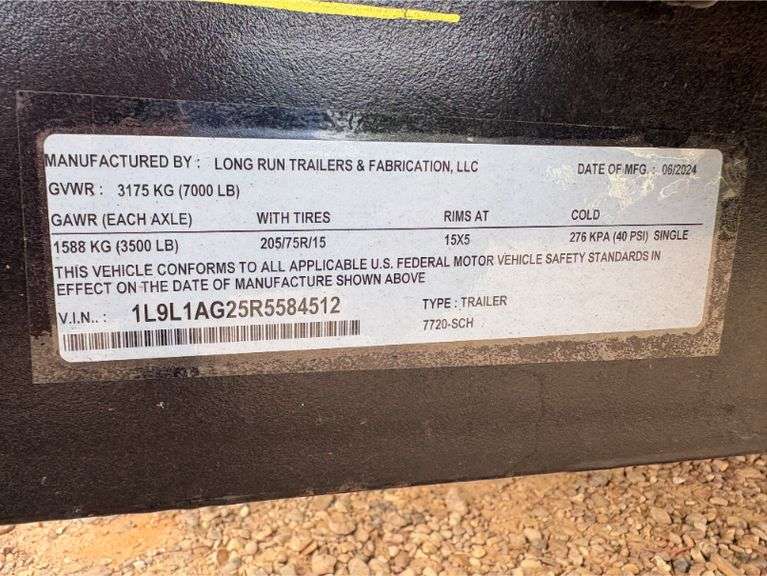 MANUFACTURED BY : LONG RUN TRAILERS & FABRICATION, LLC DATE OF MFG. : 06/2024
GVWR : 3175 KG (7000 LB)
GAWR (EACH AXLE) WITH TIRES RIMS AT COLD
1588 KG (3500 LB) 205/75R/15 15X5 276 KPA (40 PSI) SINGLE
THIS VEHICLE CONFORMS TO ALL APPLICABLE U.S. FEDERAL MOTOR VEHICLE SAFETY STANDARDS IN
EFFECT ON THE DATE OF MANUFACTURE SHOWN ABOVE
V.I.N.. : 1L9L1AG25R5584512 TYPE : TRAILER
7720-SCH